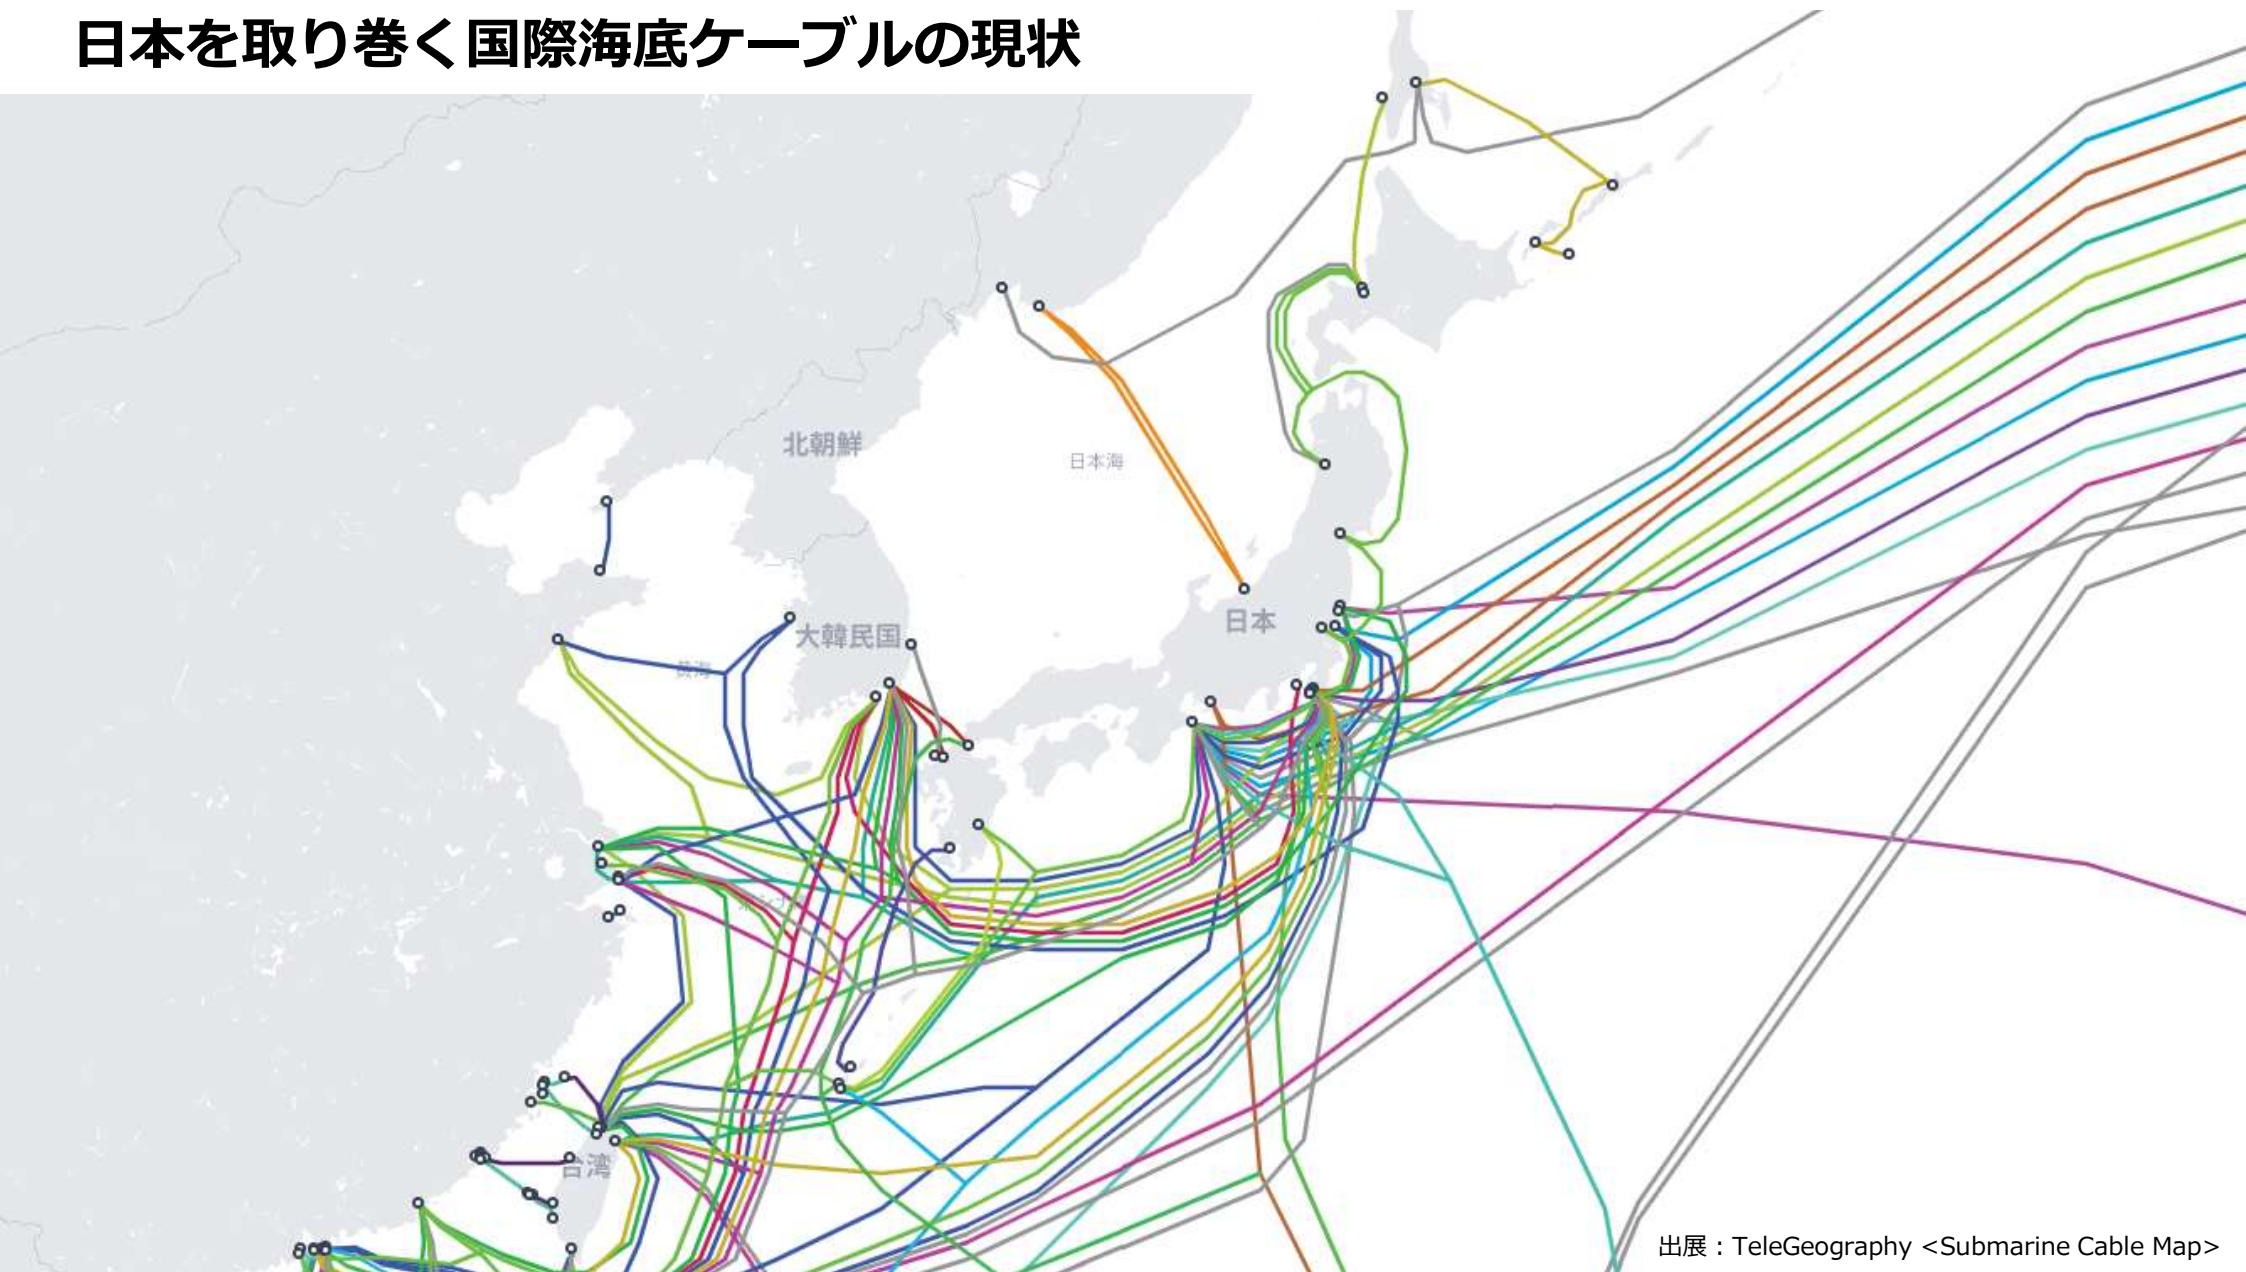 日本を取り巻く国際海底ケーブルの現状
北朝鮮
日本海
日本
大韓民国
黄海
台湾
出展：TeleGeography <Submarine Cable Map>